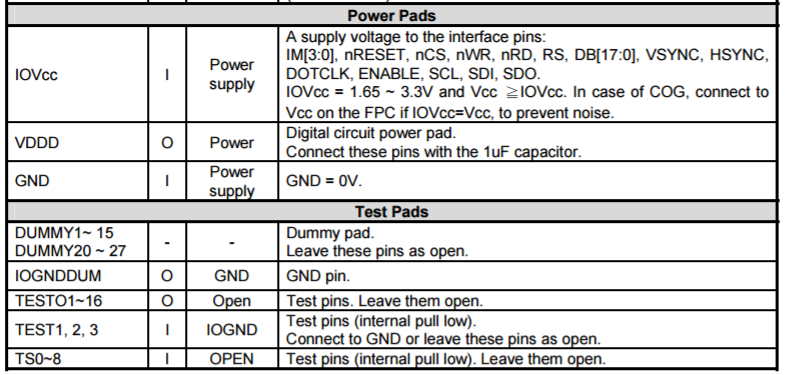 Power Pads
IOVcc
I
Power
supply
A supply voltage to the interface pins:
IM[3:0], nRESET, nCS, nWR, nRD, RS, DB[17:0], VSYNC, HSYNC,
DOTCLK, ENABLE, SCL, SDI, SDO.
IOVcc = 1.65 ~ 3.3V and Vcc ≧IOVcc. In case of COG, connect to
Vcc on the FPC if IOVcc=Vcc, to prevent noise.
VDDD
O
Power
Digital circuit power pad.
Connect these pins with the 1uF capacitor.
GND
I
Power
supply
GND = 0V.
Test Pads
DUMMY1~ 15
DUMMY20 ~ 27
-
-
Dummy pad.
Leave these pins as open.
IOGNDDUM
O
GND
GND pin.
TESTO1~16
O
Open
Test pins. Leave them open.
TEST1, 2, 3
I
IOGND
Test pins (internal pull low).
Connect to GND or leave these pins as open.
TS0~8
I
OPEN
Test pins (internal pull low). Leave them open.